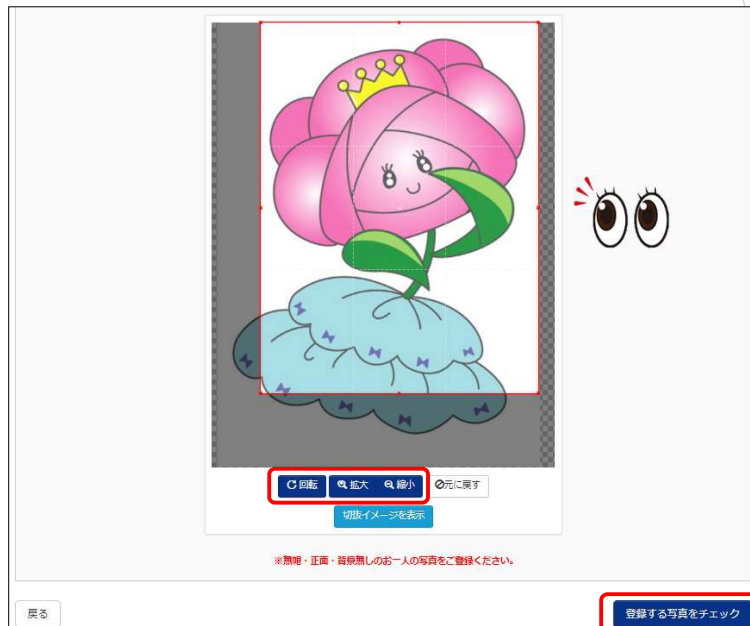 回転 拡大 縮小 元に戻す
切抜イメージを表示
※無帽・正面・背景無しのお一人の写真をご登録ください。
戻る 登録する写真をチェック